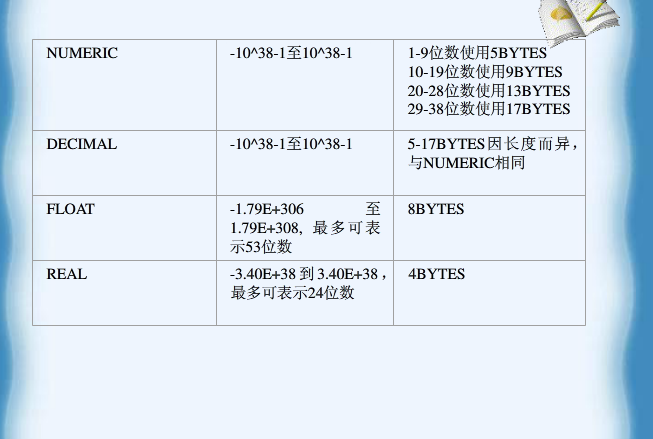 NUMERIC
-10^38-1至10^38-1
1-9位数使用5BYTES
10-19位数使用9BYTES
20-28位数使用13BYTES
29-38位数使用17BYTES
DECIMAL
-10^38-1至10^38-1
5-17BYTES因长度而异，
与NUMERIC相同
FLOAT
-1.79E+306 至
1.79E+308, 最多可表
示53位数
8BYTES
REAL
-3.40E+38到3.40E+38，
最多可表示24位数
4BYTES